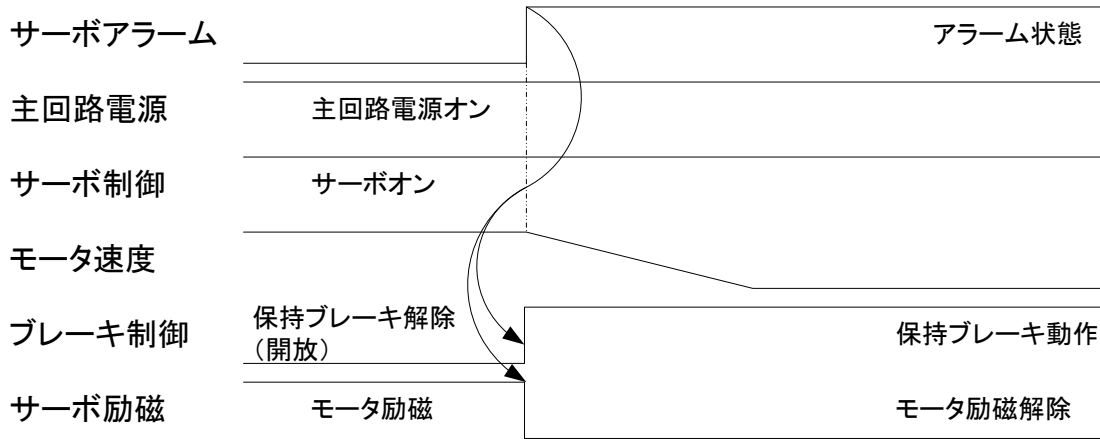 サーボアラーム
アラーム状態
主回路電源
主回路電源オン
サーボ制御
サーボオン
モータ速度
ブレーキ制御
保持ブレーキ解除
（開放）
保持ブレーキ動作
サーボ励磁
モータ励磁
モータ励磁解除